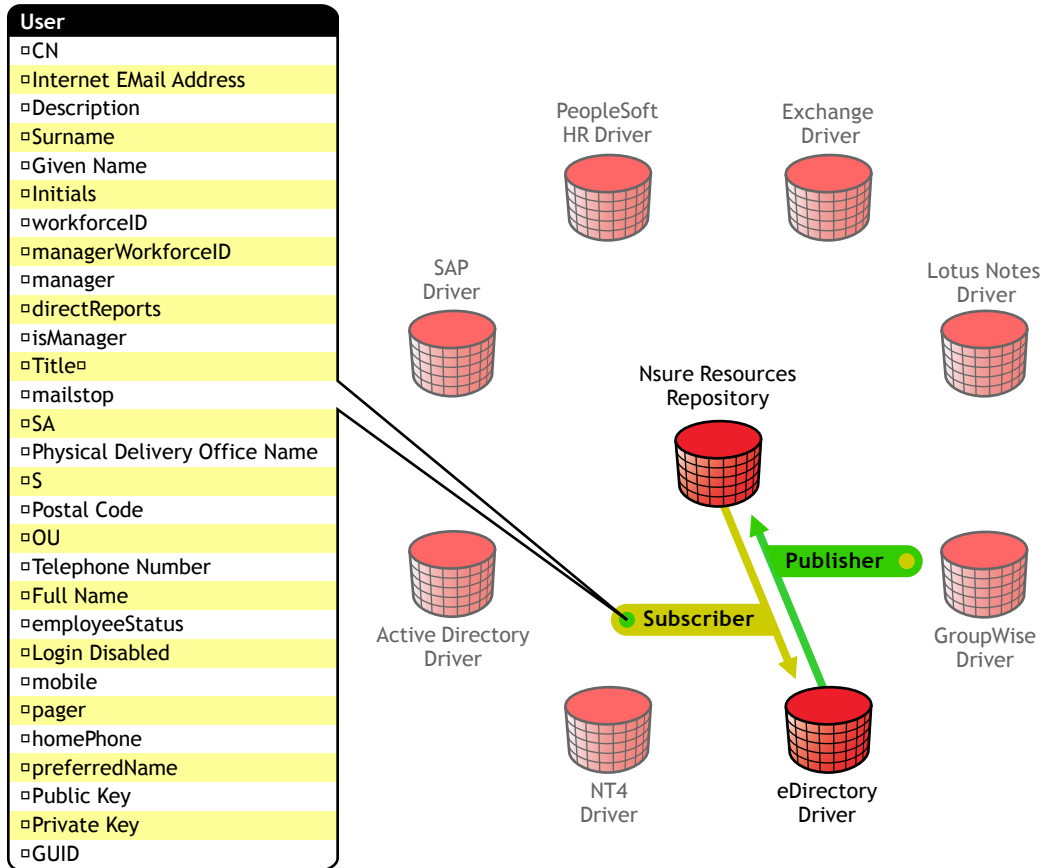 User
CN
Internet EMail Address
Description
Surname
Given Name
Initials
workforceID
managerWorkforceID
manager
directReports
isManager
Title
mailstop
SA
Physical Delivery Office Name
S
Postal Code
OU
Telephone Number
Full Name
employeeStatus
Login Disabled
mobile
pager
homePhone
preferredName
Public Key
Private Key
GUID
PeopleSoft
HR Driver
Exchange
Driver
SAP
Driver
Lotus Notes
Driver
Nsure Resources
Repository
Publisher
Subscriber
Active Directory
Driver
GroupWise
Driver
NT4
Driver
eDirectory
Driver